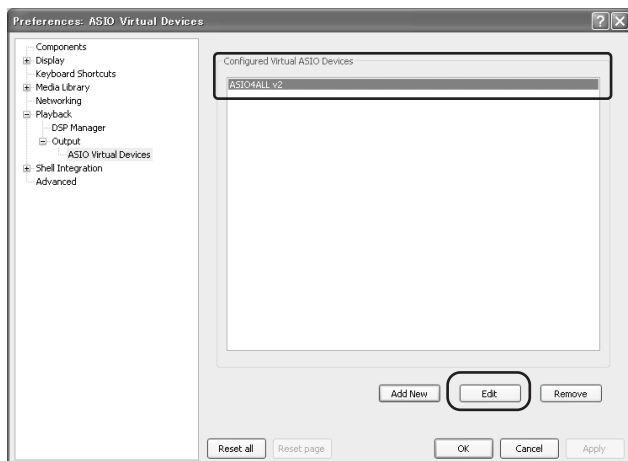 Preferences: ASIO Virtual Devices
Components
Display
Keyboard Shortcuts
Media Library
Networking
Playback
DSP Manager
Output
ASIO Virtual Devices
Shell Integration
Advanced
Configured Virtual ASIO Devices
ASIO4ALL v2
Add New
Edit
Remove
Reset all
Reset page
OK
Cancel
Apply